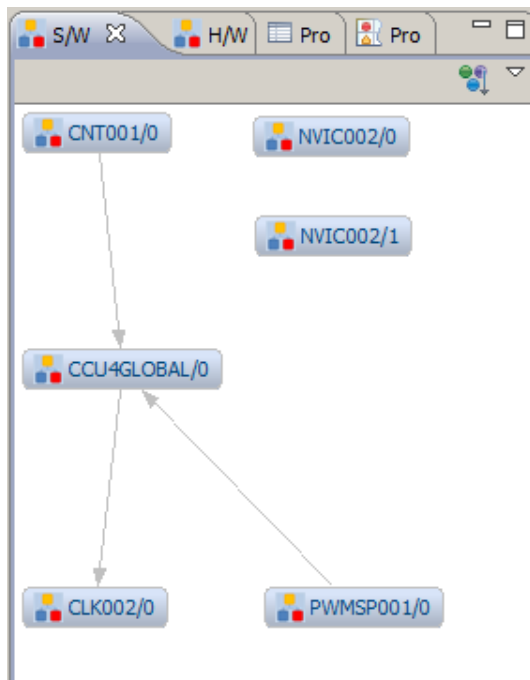 S/W H/W Pro Pro
CNT001/0 NVIC002/0
NVIC002/1
CCU4GLOBAL/0
CLK002/0 PWMSP001/0